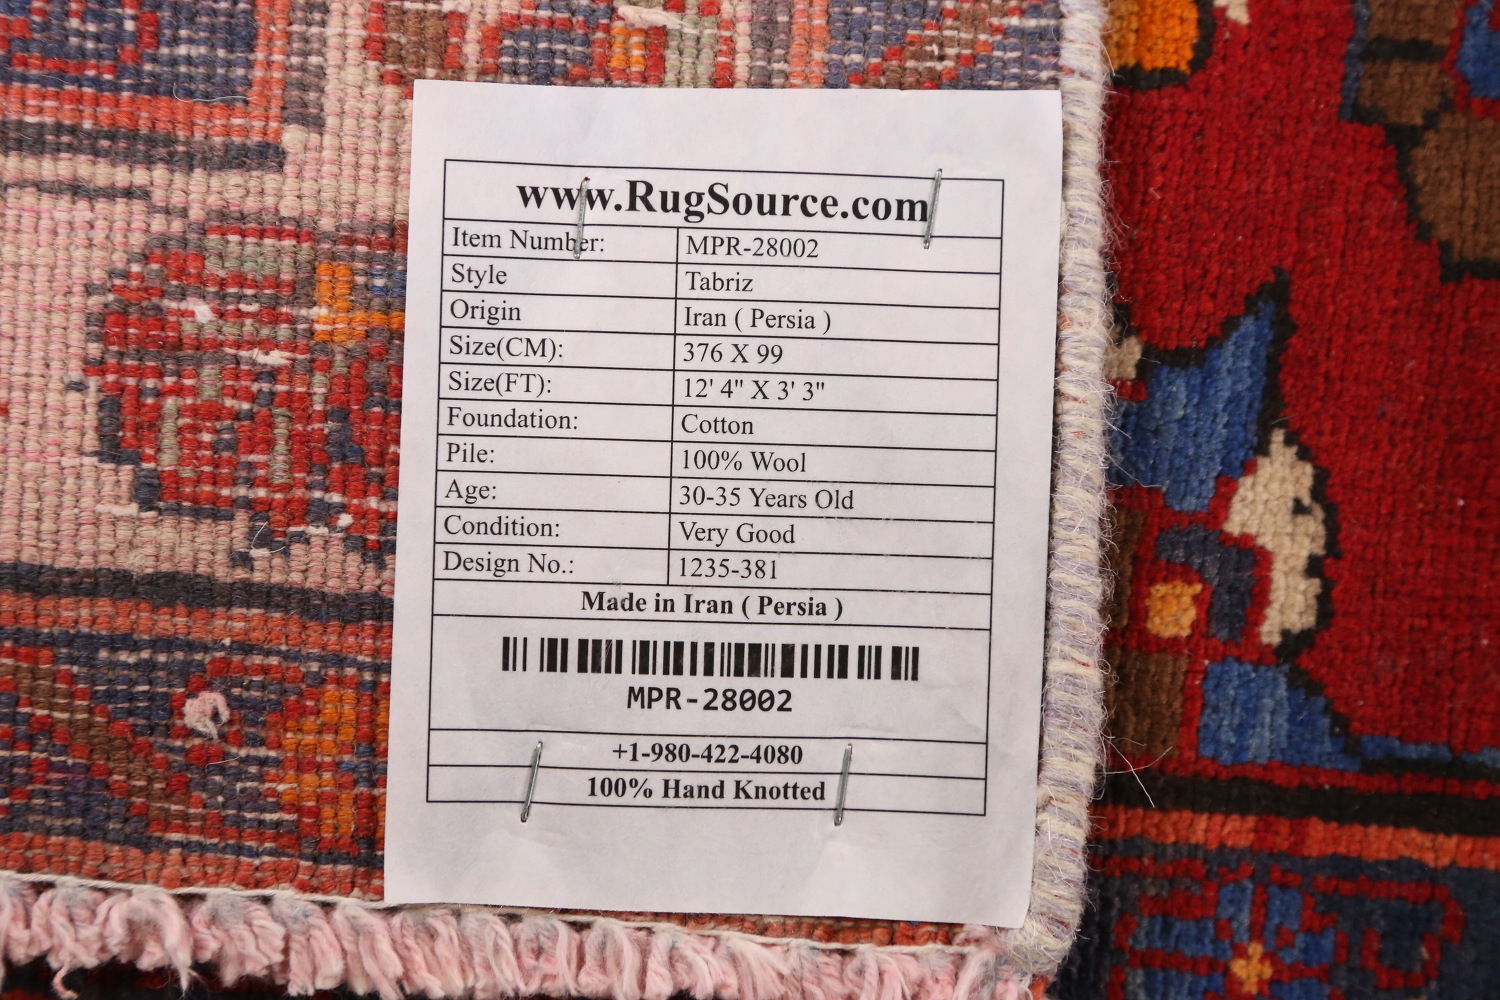 www.RugSource.com
Item Number: MPR-28002
Style Tabriz
Origin Iran ( Persia )
Size(CM): 376 X 99
Size(FT): 12' 4" X 3' 3"
Foundation: Cotton
Pile: 100% Wool
Age: 30-35 Years Old
Condition: Very Good
Design No.: 1235-381
Made in Iran ( Persia )
MPR-28002
+1-980-422-4080
100% Hand Knotted